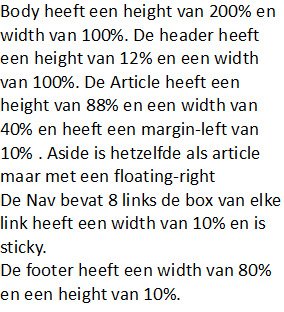 Body heeft een height van 200% en
width van 100%. De header heeft
een height van 12% en een width
van 100%. De Article heeft een
height van 88% en een width van
40% en heeft een margin-left van
10% . Aside is hetzelfde als article
maar met een floating-right
De Nav bevat 8 links de box van elke
link heeft een width van 10% en is
sticky.
De footer heeft een width van 80%
en een height van 10%.